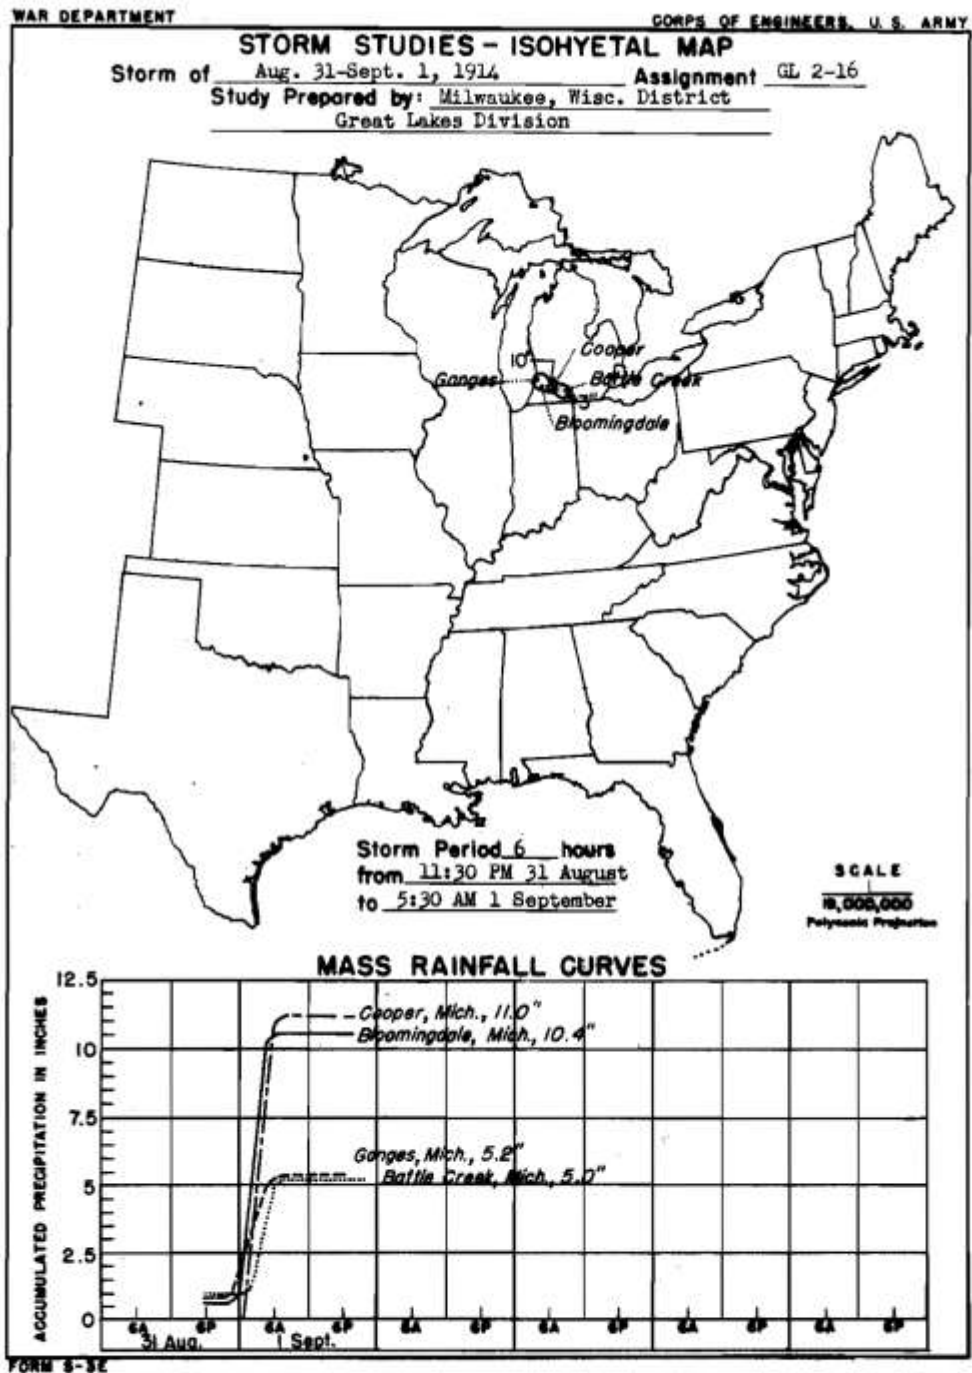 WAR DEPARTMENT
CORPS OF ENGINEERS, U. S. ARMY
STORM STUDIES - ISOHYETAL MAP
Storm of Aug. 31-Sept. 1, 1914 Assignment GL 2-16
Study Prepared by: Milwaukee, Wisc. District
Great Lakes Division
10"
Cooper
Ganges
Battle Creek
3"
Bloomingdale
Storm Period 6 hours
from 11:30 PM 31 August
to 5:30 AM 1 September
SCALE
1
Polyconic Projection
MASS RAINFALL CURVES
ACCUMULATED PRECIPITATION IN INCHES
12.5
10
7.5
5
2.5
0
Cooper, Mich., 11.0"
Bloomingdale, Mich., 10.4"
Ganges, Mich., 5.2"
Battle Creek, Mich., 5.0"
6A 6P 6A 6P 6A 6P 6A 6P 6A 6P 6A 6P
31 Aug. 1 Sept.
FORM S-3E